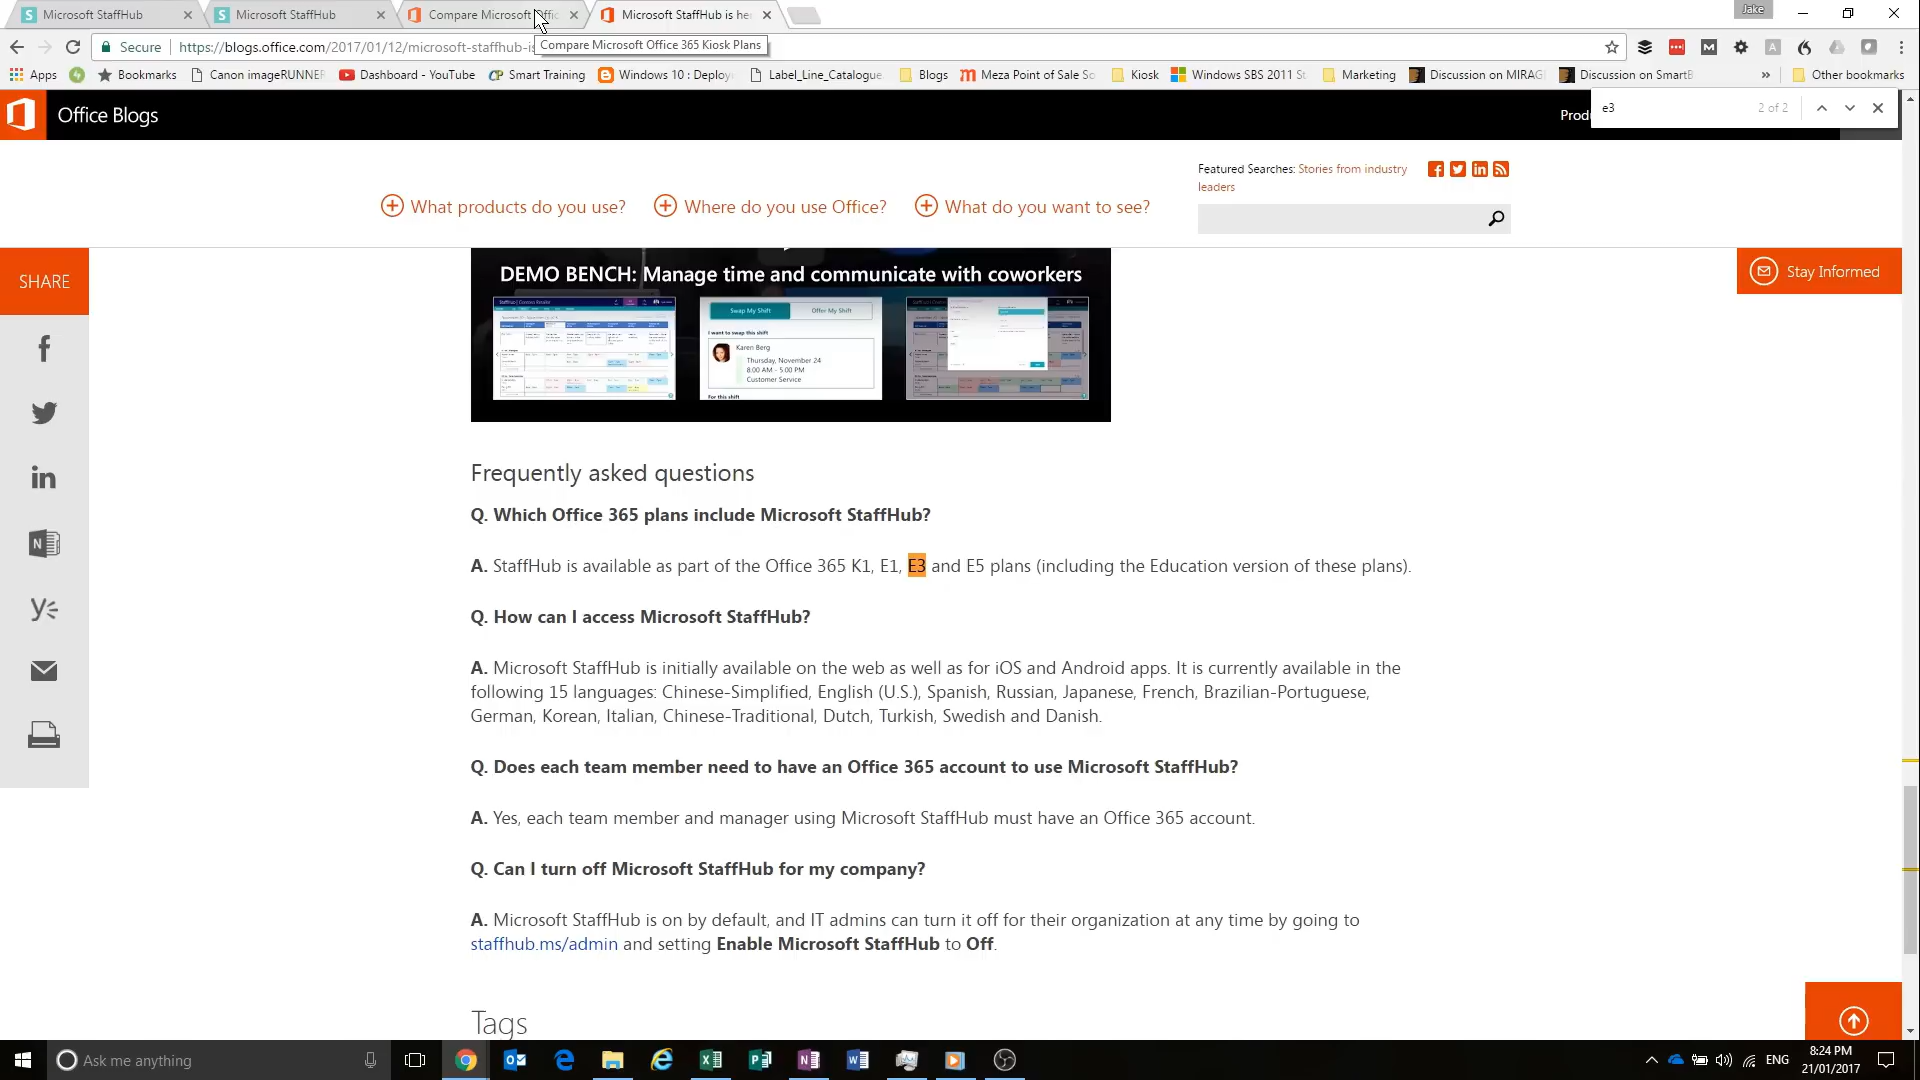 Microsoft StaffHub
Microsoft StaffHub
Compare Microsoft Offic
Microsoft StaffHub is he
Jake
Secure
https://blogs.office.com/2017/01/12/microsoft-staffhub-is
Compare Microsoft Office 365 Kiosk Plans
Apps
Bookmarks
Canon imageRUNNER
Dashboard - YouTube
Smart Training
Windows 10 : Deploy
Label_Line_Catalogue
Blogs
Meza Point of Sale So
Kiosk
Windows SBS 2011 St
Marketing
Discussion on MIRAG
Discussion on SmartB
»
Other bookmarks
Office Blogs
Produ
e3
2 of 2
Featured Searches: Stories from industry
leaders
What products do you use?
Where do you use Office?
What do you want to see?
SHARE
Stay Informed
DEMO BENCH: Manage time and communicate with coworkers
Swap My Shift
Offer My Shift
I want to swap this shift
Karen Berg
Thursday, November 24
8:00 AM - 5:00 PM
Customer Service
For this shift
Frequently asked questions
Q. Which Office 365 plans include Microsoft StaffHub?
A. StaffHub is available as part of the Office 365 K1, E1, E3 and E5 plans (including the Education version of these plans).
Q. How can I access Microsoft StaffHub?
A. Microsoft StaffHub is initially available on the web as well as for iOS and Android apps. It is currently available in the
following 15 languages: Chinese-Simplified, English (U.S.), Spanish, Russian, Japanese, French, Brazilian-Portuguese,
German, Korean, Italian, Chinese-Traditional, Dutch, Turkish, Swedish and Danish.
Q. Does each team member need to have an Office 365 account to use Microsoft StaffHub?
A. Yes, each team member and manager using Microsoft StaffHub must have an Office 365 account.
Q. Can I turn off Microsoft StaffHub for my company?
A. Microsoft StaffHub is on by default, and IT admins can turn it off for their organization at any time by going to
staffhub.ms/admin and setting Enable Microsoft StaffHub to Off.
Tags
Ask me anything
ENG
8:24 PM
21/01/2017